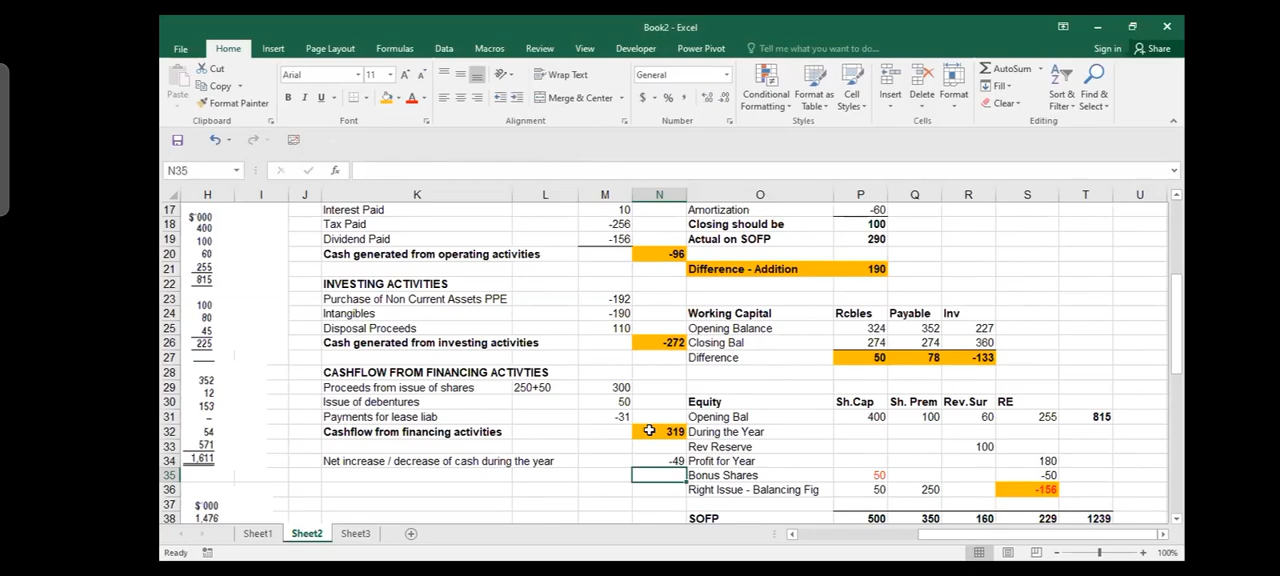 Book2 - Excel
File Home Insert Page Layout Formulas Data Macros Review View Developer Power Pivot Tell me what you want to do... Sign in Share
Paste Cut Copy Format Painter Clipboard
Arial 11 A A B I U A Font
Wrap Text Merge & Center Alignment
General $ % , Number
Conditional Formatting Format as Table Cell Styles Styles
Insert Delete Format Cells
AutoSum Fill Clear Sort & Filter Find & Select Editing
N35 fx
H I J K L M N O P Q R S T U
17 $'000 Interest Paid 10 Amortization -60
18 400 Tax Paid -256 Closing should be 100
19 100 Dividend Paid -156 Actual on SOFP 290
20 60 Cash generated from operating activities -96
21 255 Difference - Addition 190
22 815 INVESTING ACTIVITIES
23 Purchase of Non Current Assets PPE -192
24 100 Intangibles -190 Working Capital Rcbles Payable Inv
25 80 Disposal Proceeds 110 Opening Balance 324 352 227
26 45 Cash generated from investing activities -272 Closing Bal 274 274 360
27 225 Difference 50 78 -133
28 CASHFLOW FROM FINANCING ACTIVTIES
29 352 Proceeds from issue of shares 250+50 300
30 12 Issue of debentures 50 Equity Sh.Cap Sh. Prem Rev.Sur RE
31 153 Payments for lease liab -31 Opening Bal 400 100 60 255 815
32 54 Cashflow from financing activities 319 During the Year
33 571 Rev Reserve 100
34 1,611 Net increase / decrease of cash during the year -49 Profit for Year 180
35 Bonus Shares 50 -50
36 Right Issue - Balancing Fig 50 250 -156
37 $'000
38 1,476 SOFP 500 350 160 229 1239
Sheet1 Sheet2 Sheet3
Ready 100%